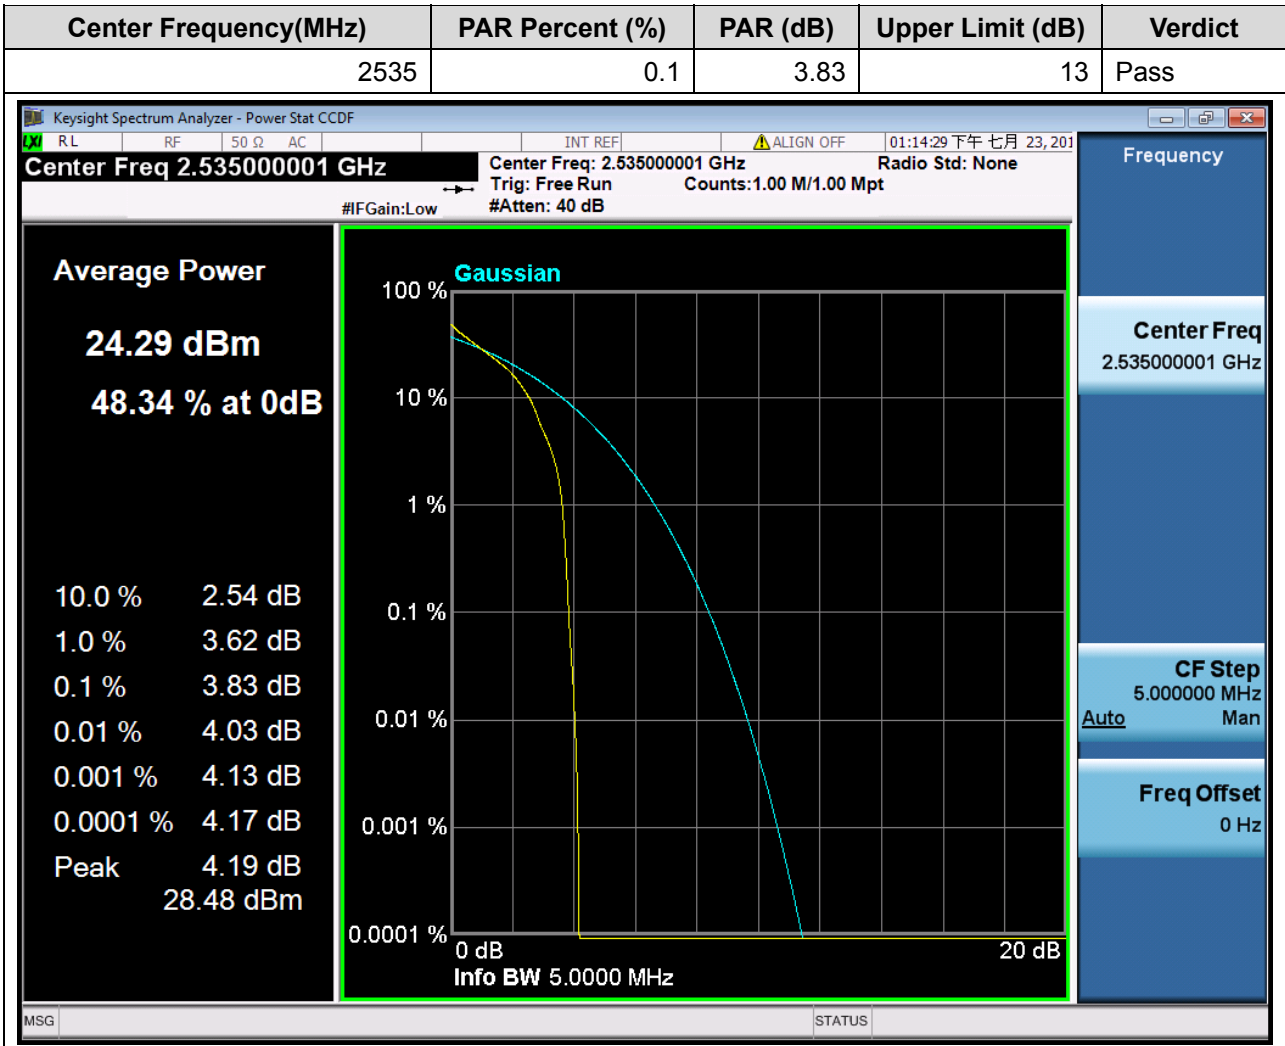 Center Frequency(MHz) PAR Percent (%) PAR (dB) Upper Limit (dB) Verdict
2535 0.1 3.83 13 Pass
Keysight Spectrum Analyzer - Power Stat CCDF
LXI RL RF 50 Ω AC INT REF ALIGN OFF 01:14:29 下午 七月 23, 201
Center Freq 2.535000001 GHz
Center Freq: 2.535000001 GHz Radio Std: None
Trig: Free Run Counts:1.00 M/1.00 Mpt
#IFGain:Low #Atten: 40 dB
Average Power
24.29 dBm
48.34 % at 0dB
10.0 % 2.54 dB
1.0 % 3.62 dB
0.1 % 3.83 dB
0.01 % 4.03 dB
0.001 % 4.13 dB
0.0001 % 4.17 dB
Peak 4.19 dB
28.48 dBm
Gaussian
100 %
10 %
1 %
0.1 %
0.01 %
0.001 %
0.0001 %
0 dB 20 dB
Info BW 5.0000 MHz
Frequency
Center Freq
2.535000001 GHz
CF Step
5.000000 MHz
Auto Man
Freq Offset
0 Hz
MSG STATUS